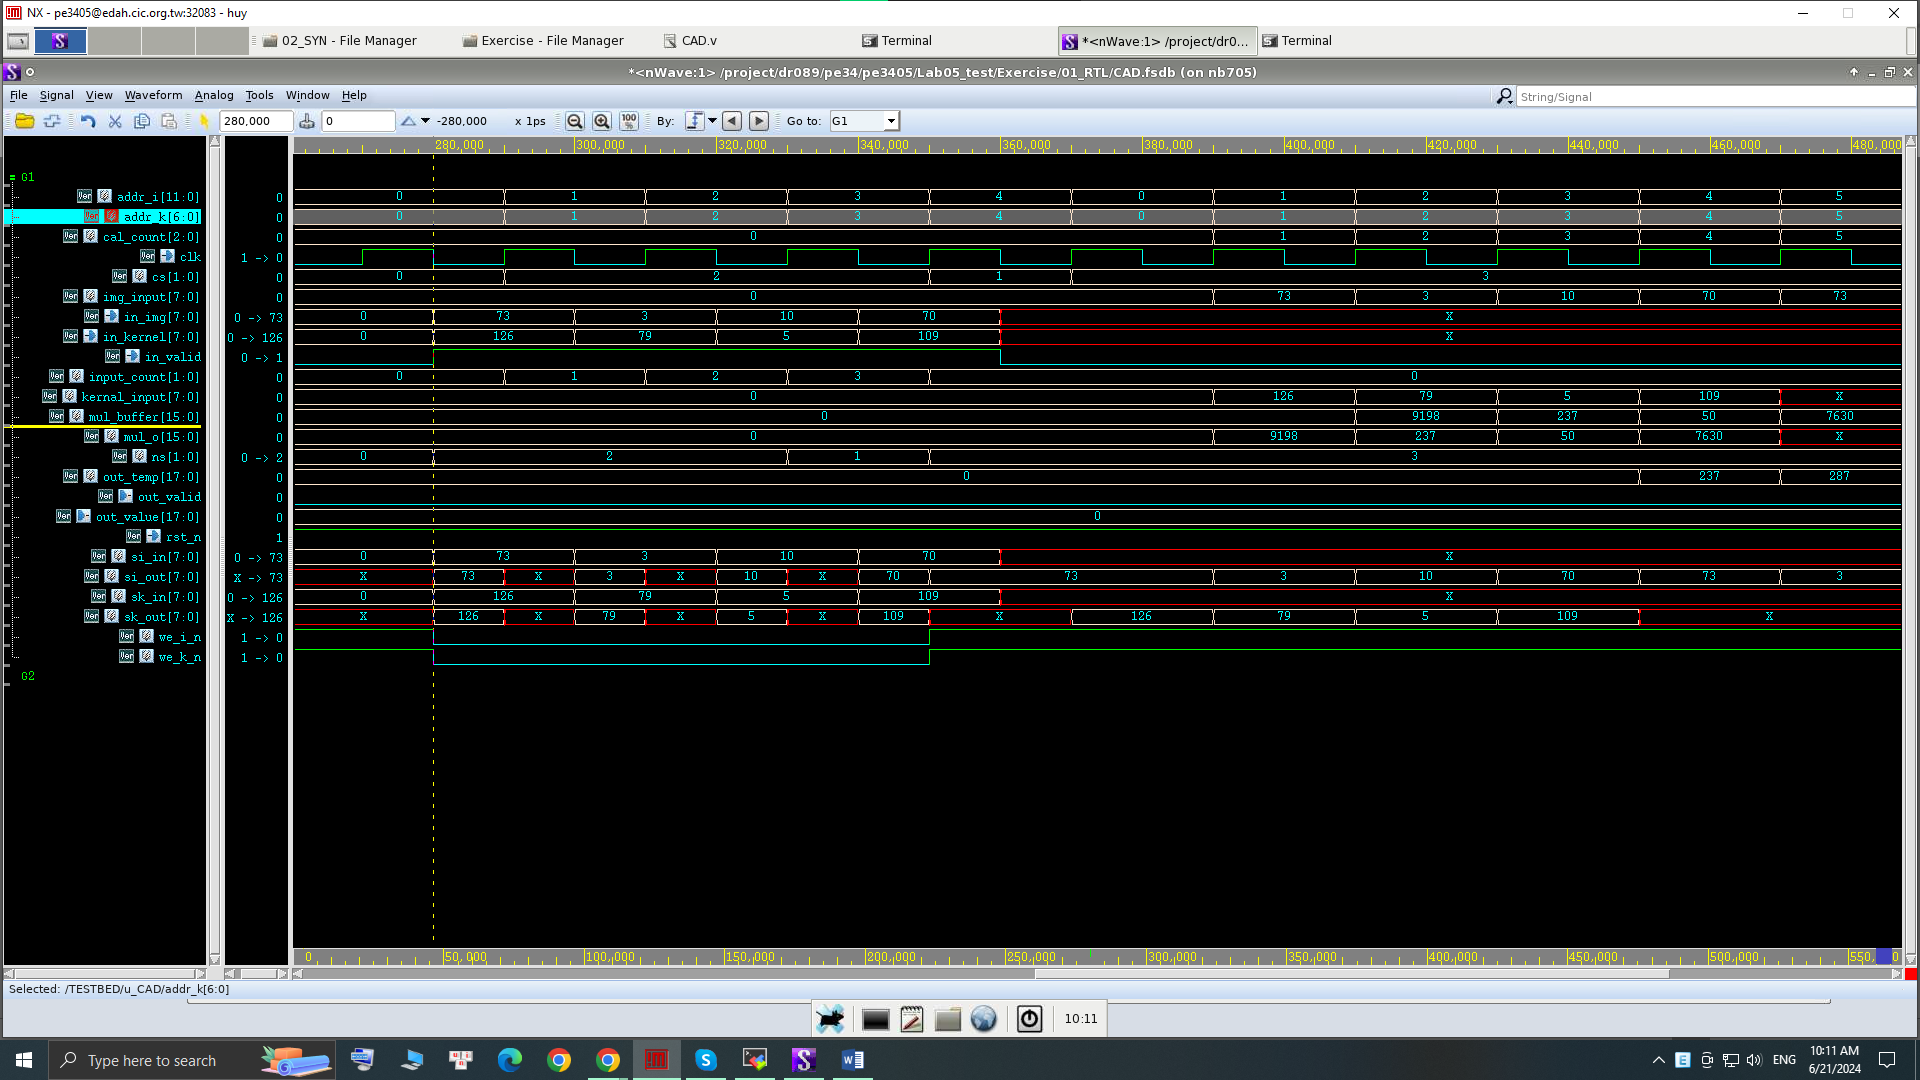 NX - pe3405@edah.cic.org.tw:32083 - huy
02_SYN - File Manager Exercise - File Manager CAD.v Terminal *<nWave:1> /project/dr0... Terminal
*<nWave:1> /project/dr089/pe34/pe3405/Lab05_test/Exercise/01_RTL/CAD.fsdb (on nb705)
File Signal View Waveform Analog Tools Window Help String/Signal
280,000 0 -280,000 x 1ps 100% By: Go to: G1
280,000 300,000 320,000 340,000 360,000 380,000 400,000 420,000 440,000 460,000 480,000
G1
addr_i[11:0] 0 0 1 2 3 4 0 1 2 3 4 5
addr_k[6:0] 0 0 1 2 3 4 0 1 2 3 4 5
cal_count[2:0] 0 0 1 2 3 4 5
clk 1 -> 0
cs[1:0] 0 0 2 1 3
img_input[7:0] 0 0 73 3 10 70 73
in_img[7:0] 0 -> 73 0 73 3 10 70 X
in_kernel[7:0] 0 -> 126 0 126 79 5 109 X
in_valid 0 -> 1
input_count[1:0] 0 0 1 2 3 0
kernal_input[7:0] 0 0 126 79 5 109 X
mul_buffer[15:0] 0 0 9198 237 50 7630
mul_o[15:0] 0 0 9198 237 50 7630 X
ns[1:0] 0 -> 2 0 2 1 3
out_temp[17:0] 0 0 237 287
out_valid 0
out_value[17:0] 0 0
rst_n 1
si_in[7:0] 0 -> 73 0 73 3 10 70 X
si_out[7:0] X -> 73 X 73 X 3 X 10 X 70 73 3 10 70 73 3
sk_in[7:0] 0 -> 126 0 126 79 5 109 X
sk_out[7:0] X -> 126 X 126 X 79 X 5 X 109 X 126 79 5 109 X
we_i_n 1 -> 0
we_k_n 1 -> 0
G2
0 50,000 100,000 150,000 200,000 250,000 300,000 350,000 400,000 450,000 500,000
Selected: /TESTBED/u_CAD/addr_k[6:0]
10:11
Type here to search ENG 10:11 AM
6/21/2024